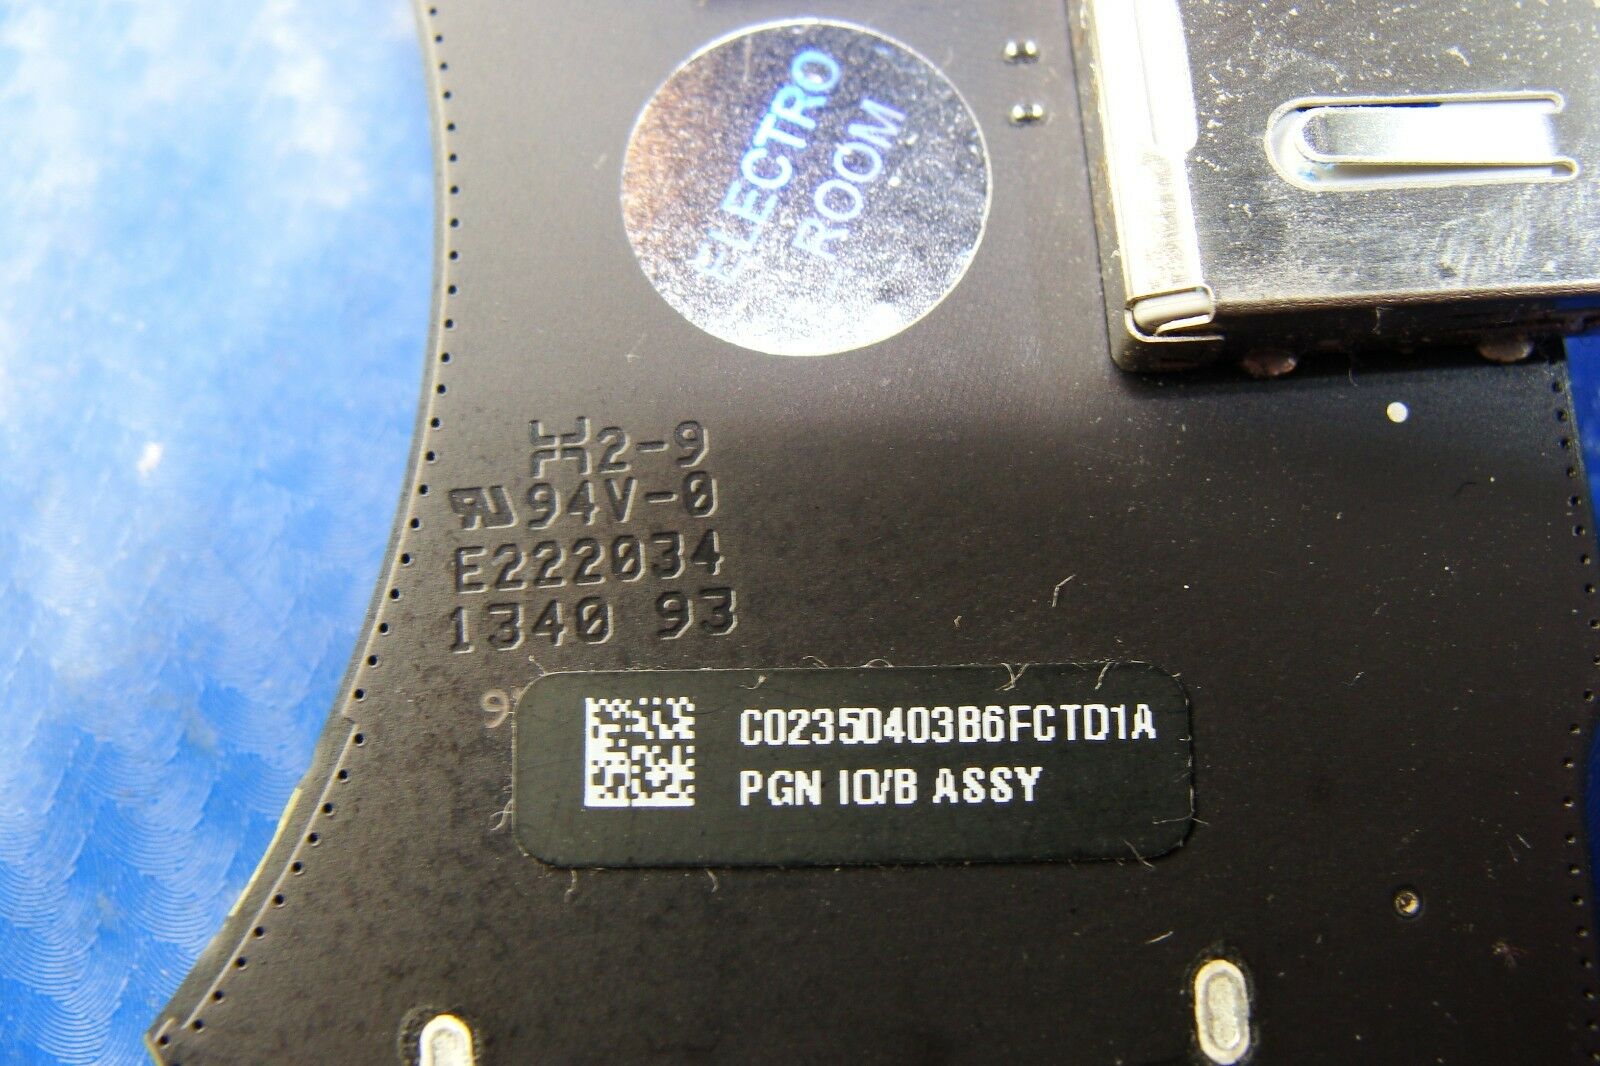 ELECTRO
ROOM
2-9
94V-0
E222034
1340 93
C02350403B6FCTD1A
PGN IO/B ASSY